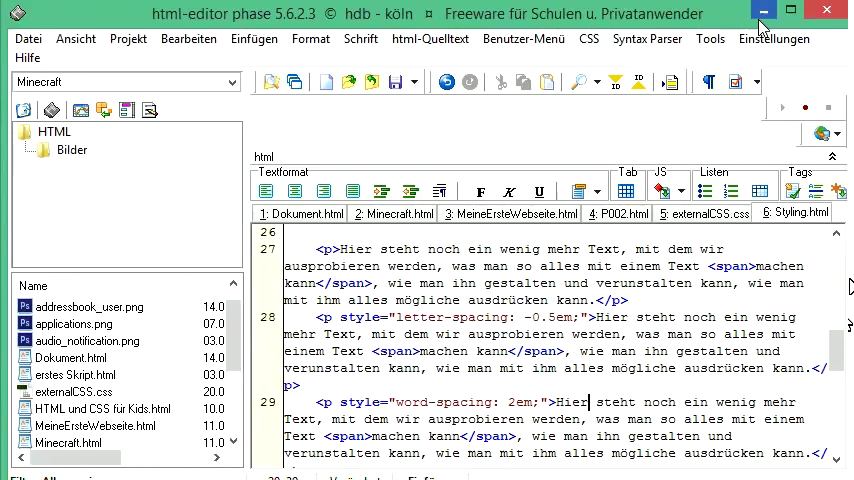 html-editor phase 5.6.2.3 © hdb - köln ¤ Freeware für Schulen u. Privatanwender
Datei Ansicht Projekt Bearbeiten Einfügen Format Schrift html-Quelltext Benutzer-Menü CSS Syntax Parser Tools Einstellungen
Hilfe
Minecraft
HTML
Bilder
html
Textformat Tab JS Listen Tags
F K U
1: Dokument.html 2: Minecraft.html 3: MeineErsteWebseite.html 4: P002.html 5: externalCSS.css 6: Styling.html
26
27 <p>Hier steht noch ein wenig mehr Text, mit dem wir
ausprobieren werden, was man so alles mit einem Text <span>machen
kann</span>, wie man ihn gestalten und verunstalten kann, wie man
mit ihm alles mögliche ausdrücken kann.</p>
28 <p style="letter-spacing: -0.5em;">Hier steht noch ein wenig
mehr Text, mit dem wir ausprobieren werden, was man so alles mit
einem Text <span>machen kann</span>, wie man ihn gestalten und
verunstalten kann, wie man mit ihm alles mögliche ausdrücken kann.</
p>
29 <p style="word-spacing: 2em;">Hier steht noch ein wenig mehr
Text, mit dem wir ausprobieren werden, was man so alles mit einem
Text <span>machen kann</span>, wie man ihn gestalten und
verunstalten kann, wie man mit ihm alles mögliche ausdrücken kann.</
Name
addressbook_user.png 14.0
applications.png 07.0
audio_notification.png 03.0
Dokument.html 14.0
erstes Skript.html 12.0
externalCSS.css 20.0
HTML und CSS für Kids.html 10.0
MeineErsteWebseite.html 11.0
Minecraft.html 11.0